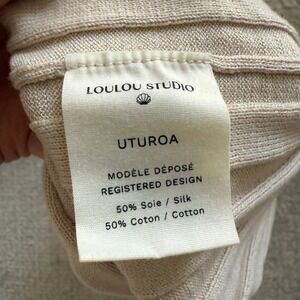 LOULOU STUDIO
UTUROA
MODÈLE DÉPOSÉ
REGISTERED DESIGN
50% Soie / Silk
50% Coton / Cotton